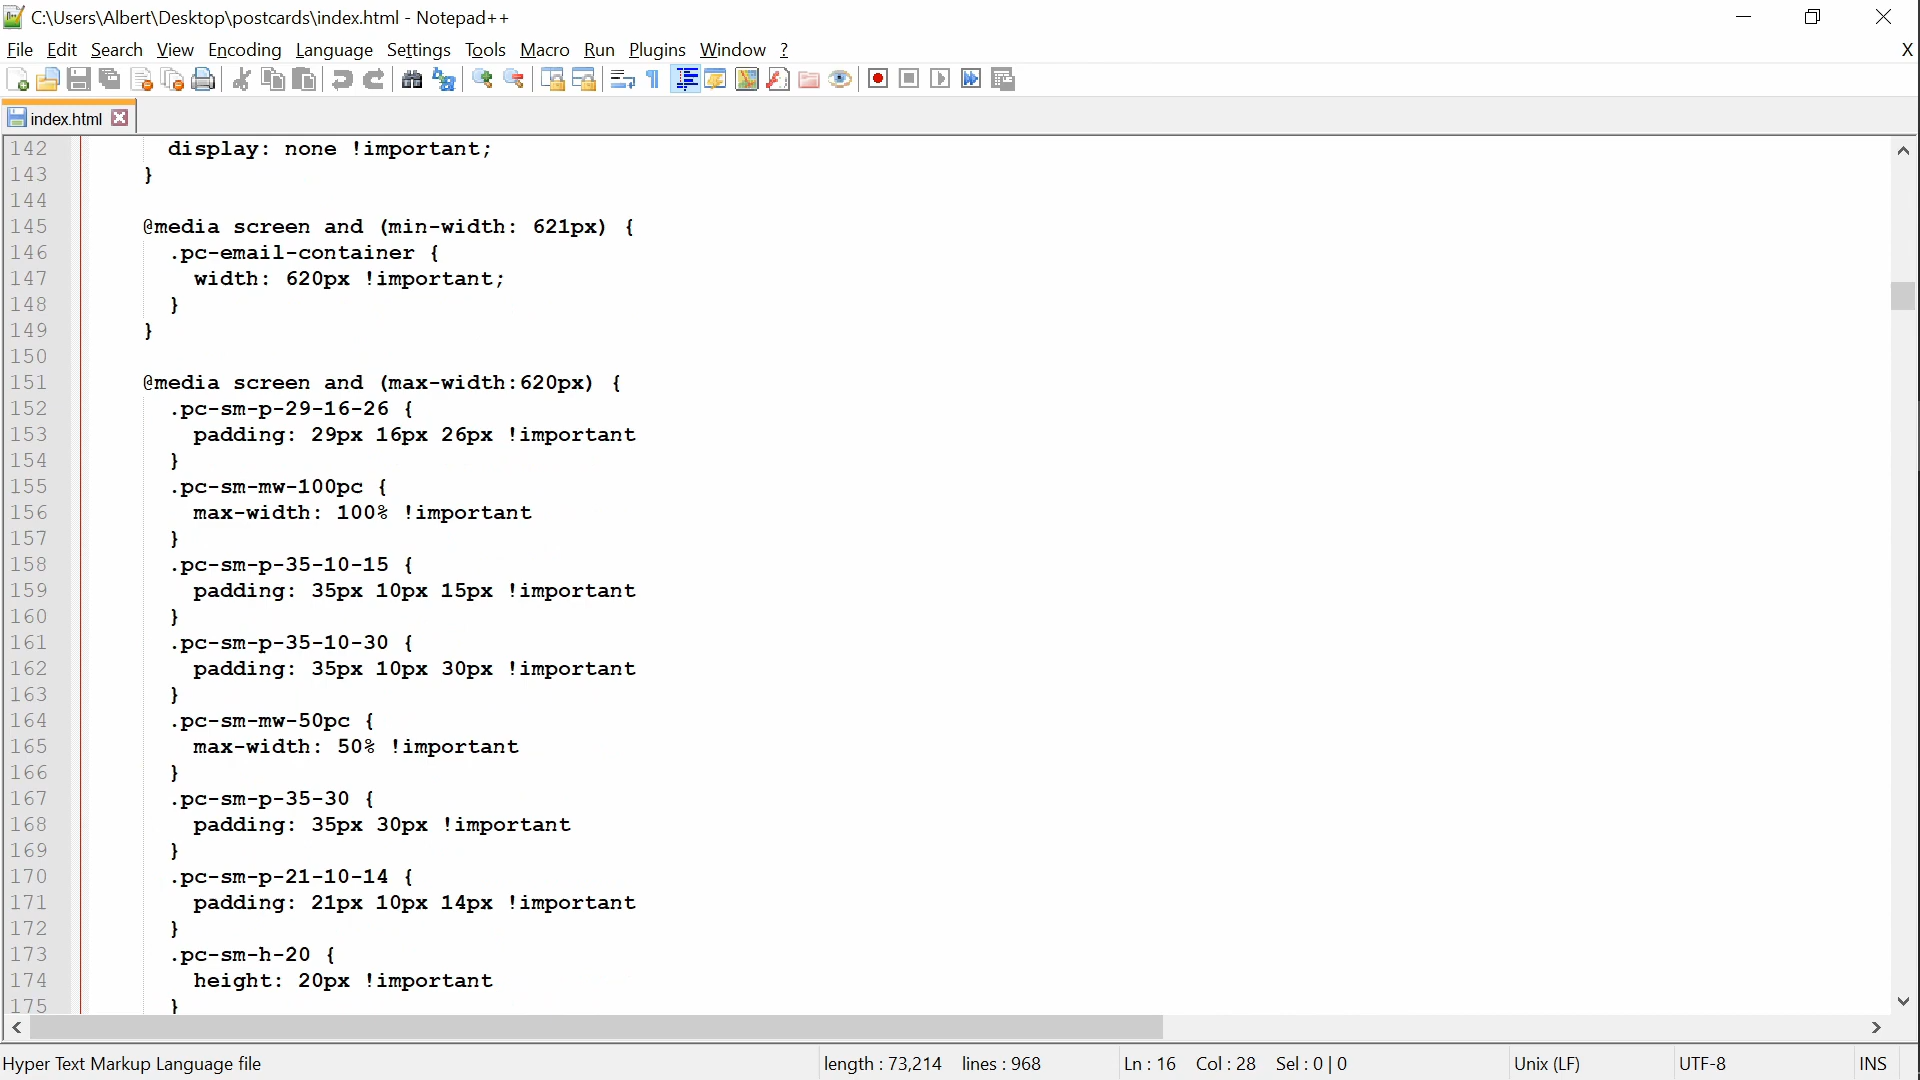 C:\Users\Albert\Desktop\postcards\index.html - Notepad++
File Edit Search View Encoding Language Settings Tools Macro Run Plugins Window ? X
index.html
142 display: none !important;
143 }
144
145 @media screen and (min-width: 621px) {
146 .pc-email-container {
147 width: 620px !important;
148 }
149 }
150
151 @media screen and (max-width:620px) {
152 .pc-sm-p-29-16-26 {
153 padding: 29px 16px 26px !important
154 }
155 .pc-sm-mw-100pc {
156 max-width: 100% !important
157 }
158 .pc-sm-p-35-10-15 {
159 padding: 35px 10px 15px !important
160 }
161 .pc-sm-p-35-10-30 {
162 padding: 35px 10px 30px !important
163 }
164 .pc-sm-mw-50pc {
165 max-width: 50% !important
166 }
167 .pc-sm-p-35-30 {
168 padding: 35px 30px !important
169 }
170 .pc-sm-p-21-10-14 {
171 padding: 21px 10px 14px !important
172 }
173 .pc-sm-h-20 {
174 height: 20px !important
175 }
Hyper Text Markup Language file length : 73,214 lines : 968 Ln : 16 Col : 28 Sel : 0 | 0 Unix (LF) UTF-8 INS